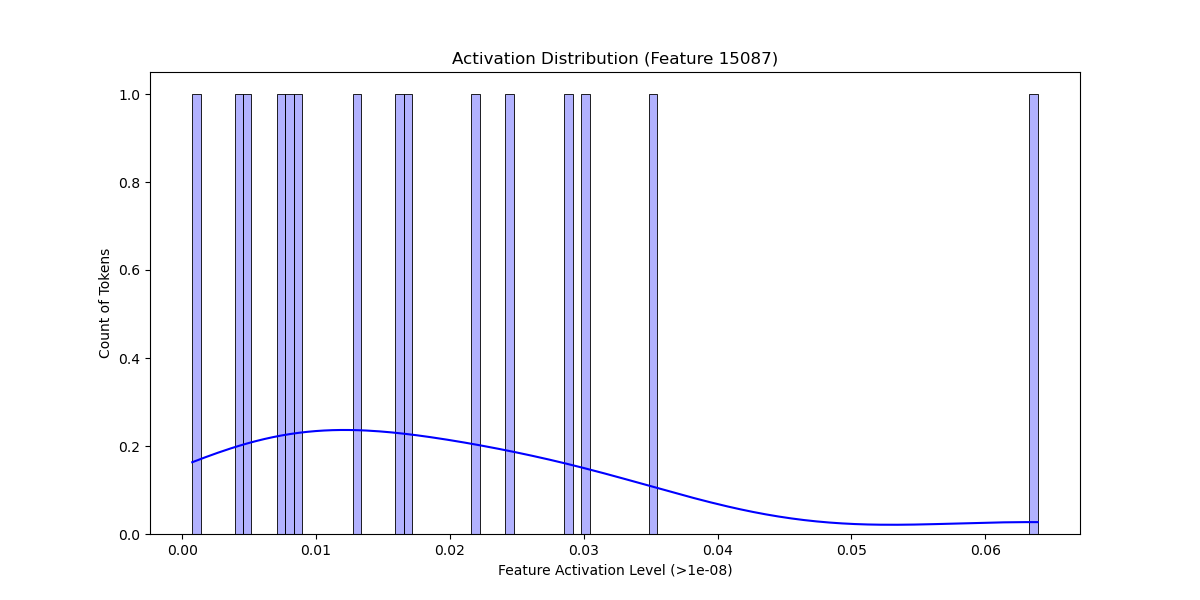 Activation Distribution (Feature 15087)
Count of Tokens
1.0
0.8
0.6
0.4
0.2
0.0
0.00 0.01 0.02 0.03 0.04 0.05 0.06
Feature Activation Level (>1e-08)